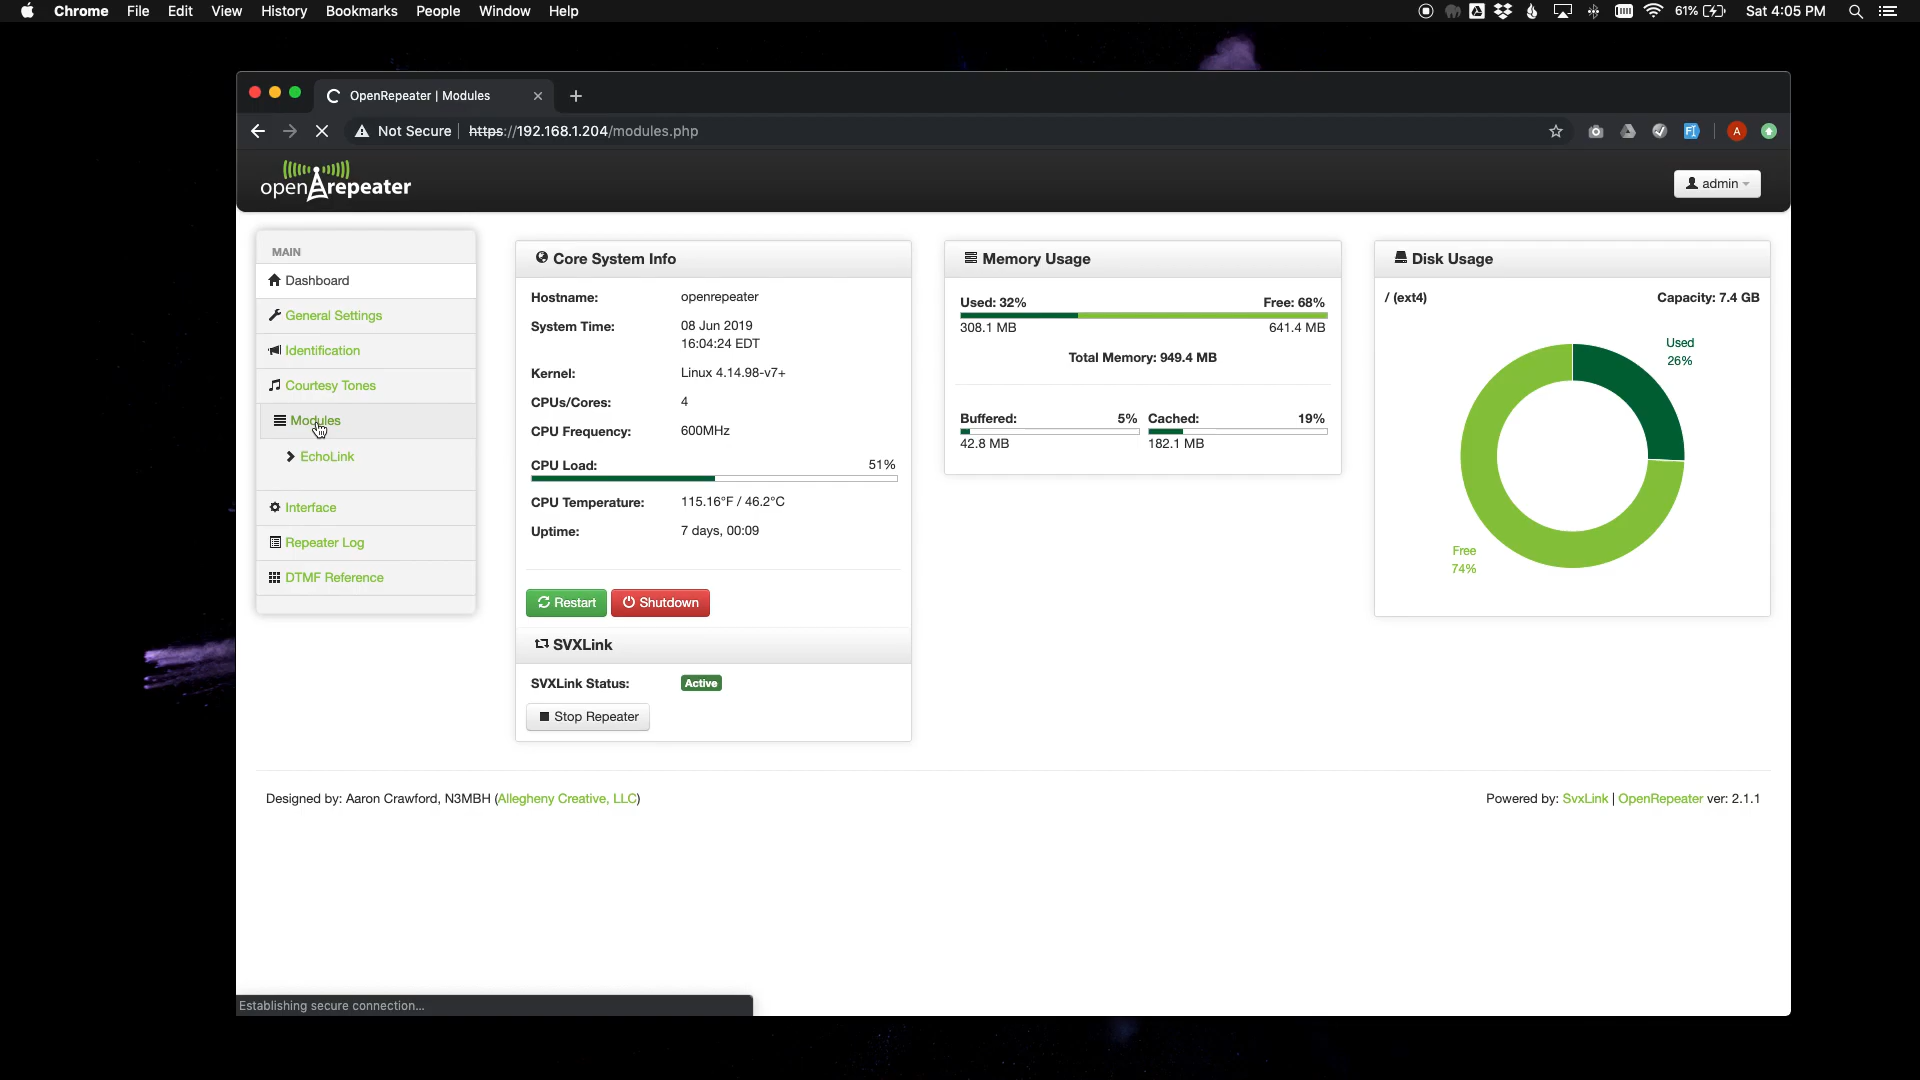 Chrome File Edit View History Bookmarks People Window Help 61% Sat 4:05 PM
OpenRepeater | Modules
Not Secure https://192.168.1.204/modules.php A
openrepeater
admin
MAIN
Dashboard
General Settings
Identification
Courtesy Tones
Modules
EchoLink
Interface
Repeater Log
DTMF Reference
Core System Info
Hostname: openrepeater
System Time: 08 Jun 2019
16:04:24 EDT
Kernel: Linux 4.14.98-v7+
CPUs/Cores: 4
CPU Frequency: 600MHz
CPU Load: 51%
CPU Temperature: 115.16°F / 46.2°C
Uptime: 7 days, 00:09
Restart Shutdown
SVXLink
SVXLink Status: Active
Stop Repeater
Memory Usage
Used: 32% Free: 68%
308.1 MB 641.4 MB
Total Memory: 949.4 MB
Buffered: 5% Cached: 19%
42.8 MB 182.1 MB
Disk Usage
/ (ext4) Capacity: 7.4 GB
Used
26%
Free
74%
Designed by: Aaron Crawford, N3MBH (Allegheny Creative, LLC) Powered by: SvxLink | OpenRepeater ver: 2.1.1
Establishing secure connection...